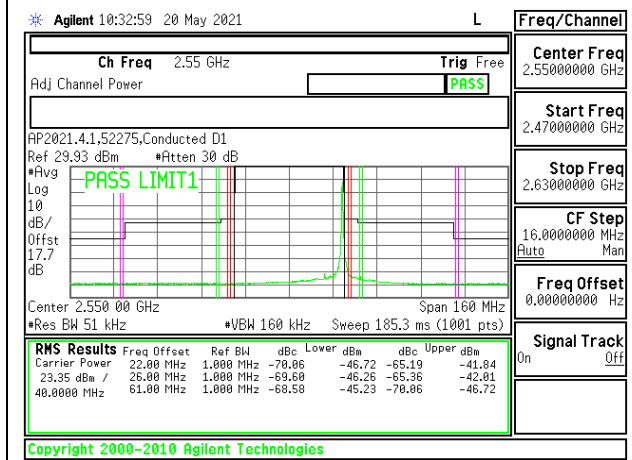 Agilent 10:32:59 20 May 2021 L
Freq/Channel
Ch Freq 2.55 GHz Trig Free
Adj Channel Power PASS
Center Freq
2.55000000 GHz
Start Freq
2.47000000 GHz
Stop Freq
2.63000000 GHz
CF Step
16.0000000 MHz
Auto Man
Freq Offset
0.00000000 Hz
Signal Track
On Off
AP2021.4.1,52275,Conducted D1
Ref 29.93 dBm #Atten 30 dB
#Avg
Log
10
dB/
Offst
17.7
dB
PASS LIMIT1
Center 2.550 00 GHz Span 160 MHz
#Res BW 51 kHz #VBW 160 kHz Sweep 185.3 ms (1001 pts)
RMS Results Freq Offset Ref BW dBc Lower dBm dBc Upper dBm
Carrier Power 22.00 MHz 1.000 MHz -70.06 -46.72 -65.19 -41.84
23.35 dBm / 26.00 MHz 1.000 MHz -69.60 -46.26 -65.36 -42.01
40.0000 MHz 61.00 MHz 1.000 MHz -68.58 -45.23 -70.06 -46.72
Copyright 2000-2010 Agilent Technologies